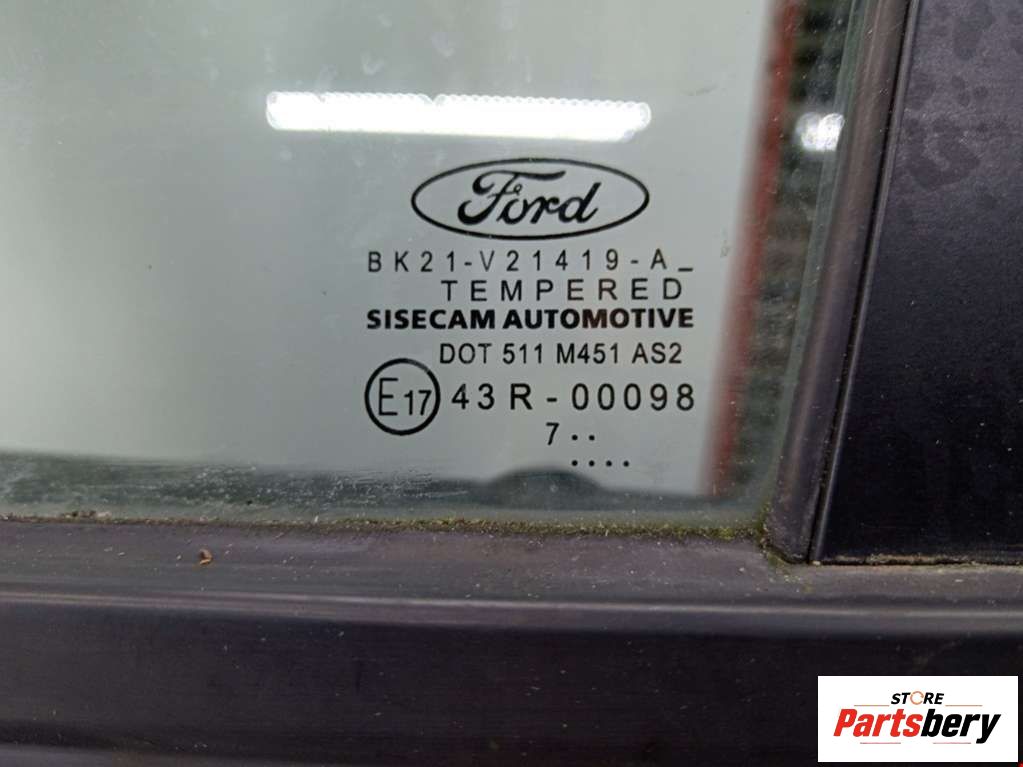 Ford
BK21-V21419-A_
TEMPERED
SISECAM AUTOMOTIVE
DOT 511 M451 AS2
E17 43R-00098
7..
....
STORE
Partsbery